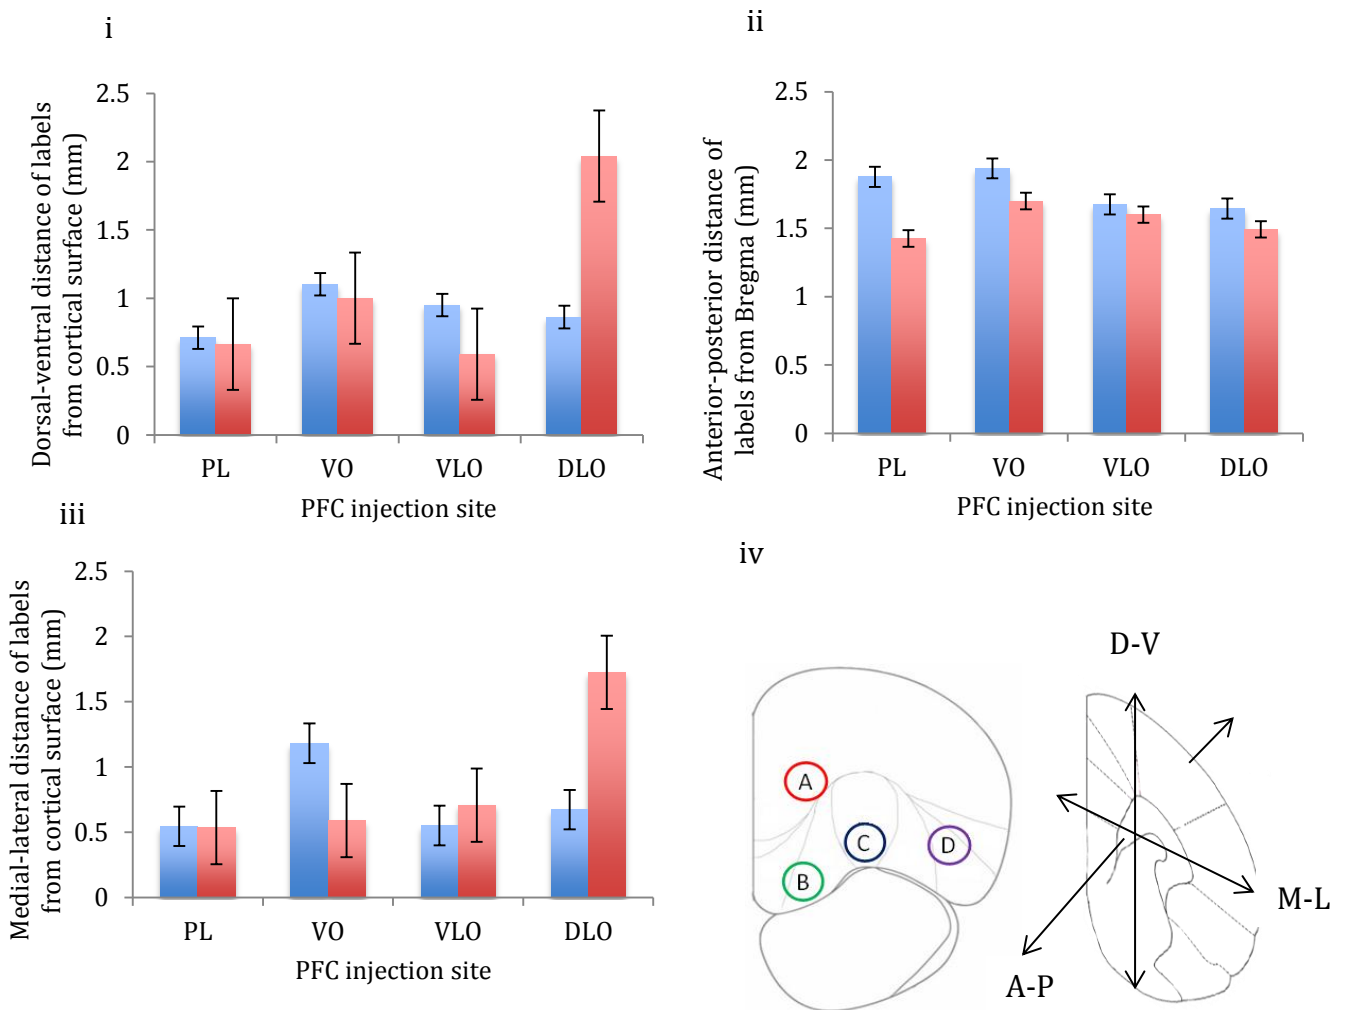 i
Dorsal-ventral distance of labels
from cortical surface (mm)
2.5
2
1.5
1
0.5
0
PL VO VLO DLO
PFC injection site
ii
Anterior-posterior distance of
labels from Bregma (mm)
2.5
2
1.5
1
0.5
0
PL VO VLO DLO
PFC injection site
iii
Medial-lateral distance of labels
from cortical surface (mm)
2.5
2
1.5
1
0.5
0
PL VO VLO DLO
PFC injection site
iv
A
B
C
D
D-V
M-L
A-P